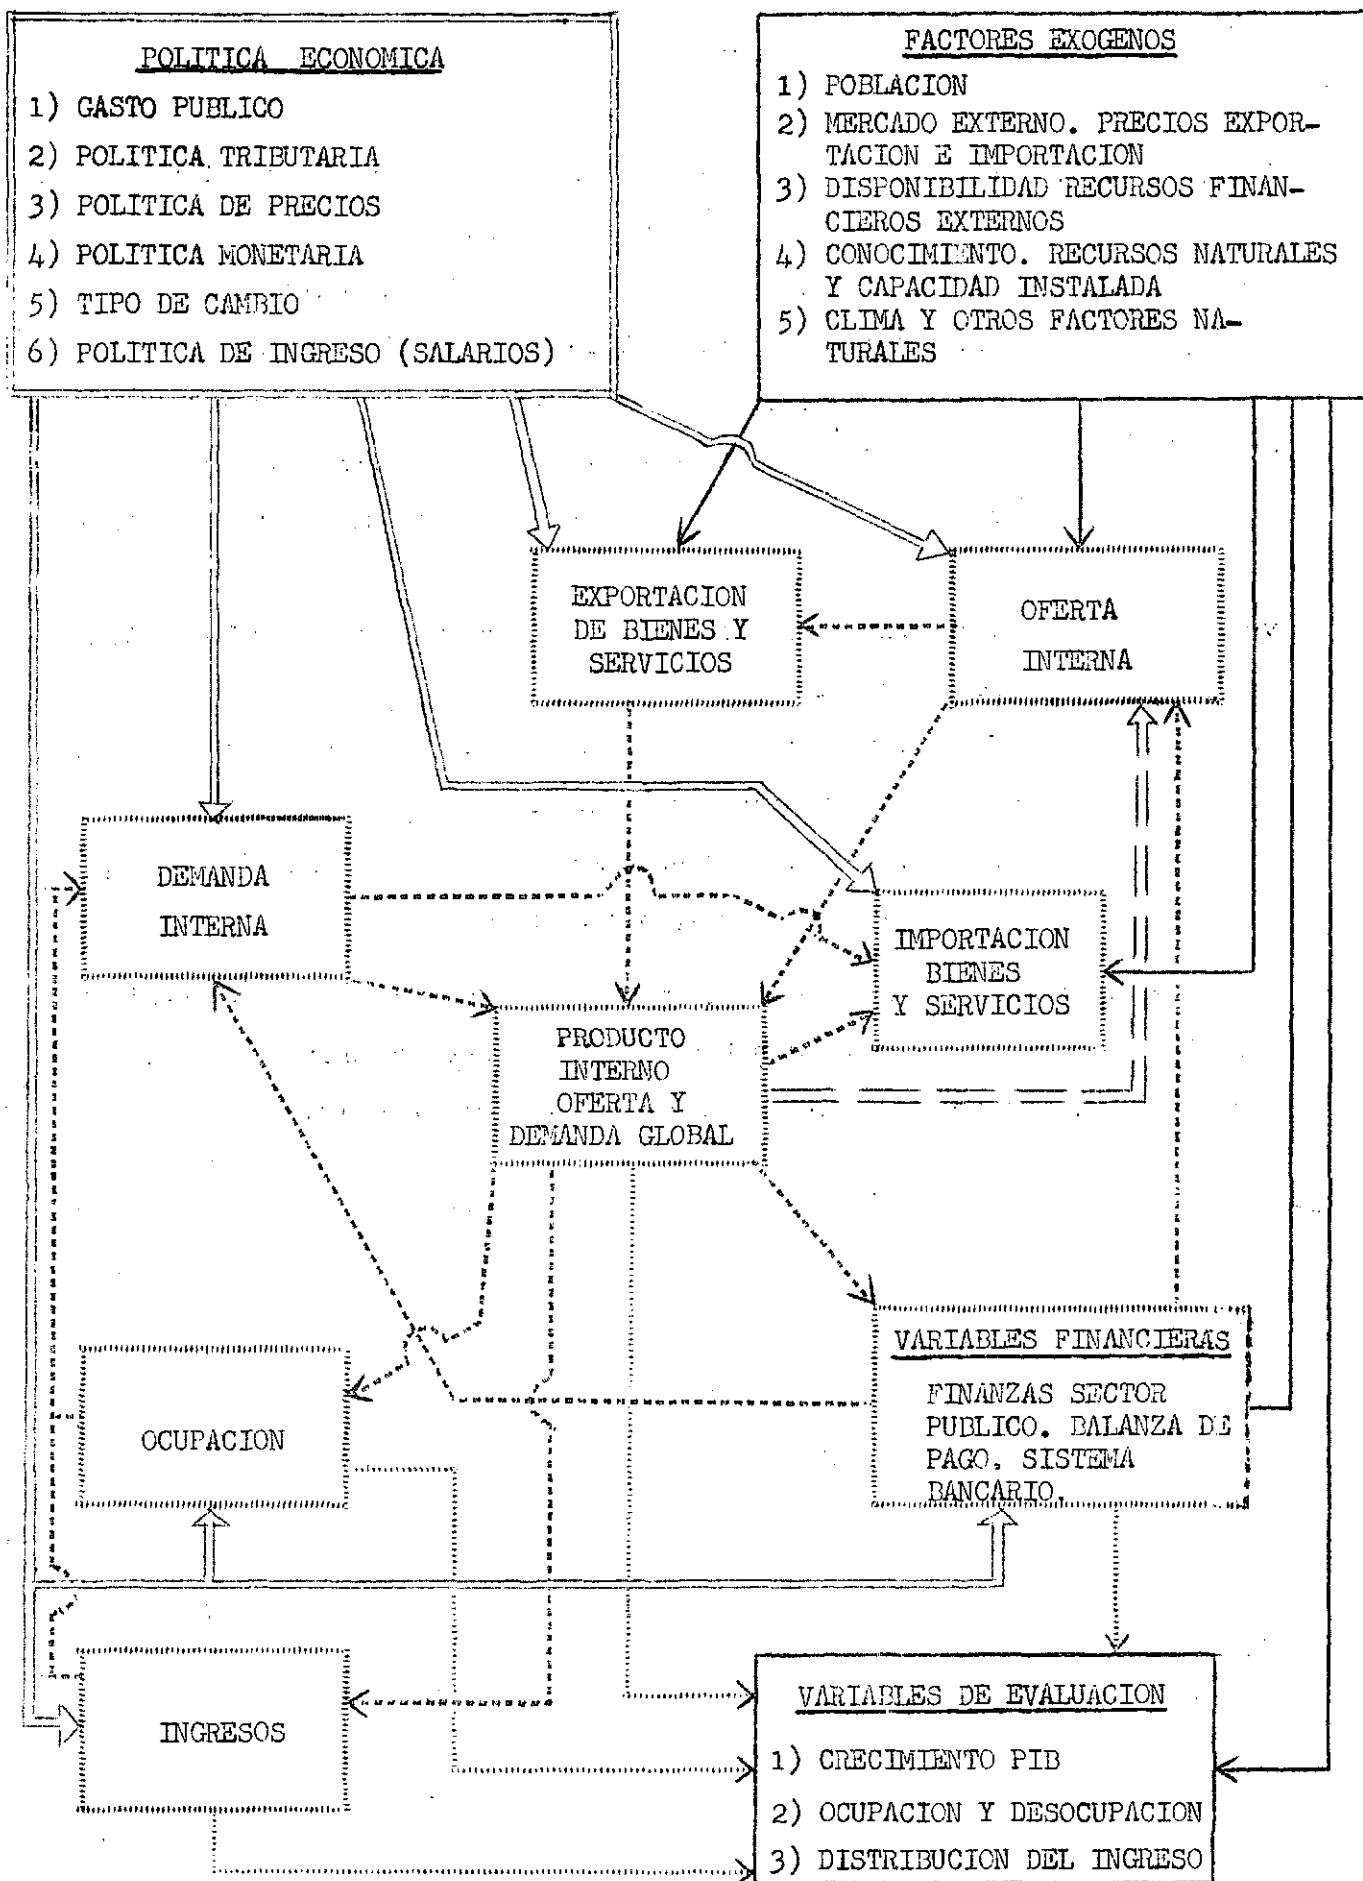 POLITICA ECONOMICA
1) GASTO PUBLICO
2) POLITICA TRIBUTARIA
3) POLITICA DE PRECIOS
4) POLITICA MONETARIA
5) TIPO DE CAMBIO
6) POLITICA DE INGRESO (SALARIOS)
FACTORES EXOGENOS
1) POBLACION
2) MERCADO EXTERNO. PRECIOS EXPOR-
TACION E IMPORTACION
3) DISPONIBILIDAD RECURSOS FINAN-
CIEROS EXTERNOS
4) CONOCIMIENTO. RECURSOS NATURALES
Y CAPACIDAD INSTALADA
5) CLIMA Y OTROS FACTORES NA-
TURALES
EXPORTACION
DE BIENES Y
SERVICIOS
OFERTA
INTERNA
DEMANDA
INTERNA
IMPORTACION
BIENES
Y SERVICIOS
PRODUCTO
INTERNO
OFERTA Y
DEMANDA GLOBAL
OCUPACION
VARIABLES FINANCIERAS
FINANZAS SECTOR
PUBLICO. BALANZA DE
PAGO. SISTEMA
BANCARIO.
INGRESOS
VARIABLES DE EVALUACION
1) CRECIMIENTO PIB
2) OCUPACION Y DESOCUPACION
3) DISTRIBUCION DEL INGRESO